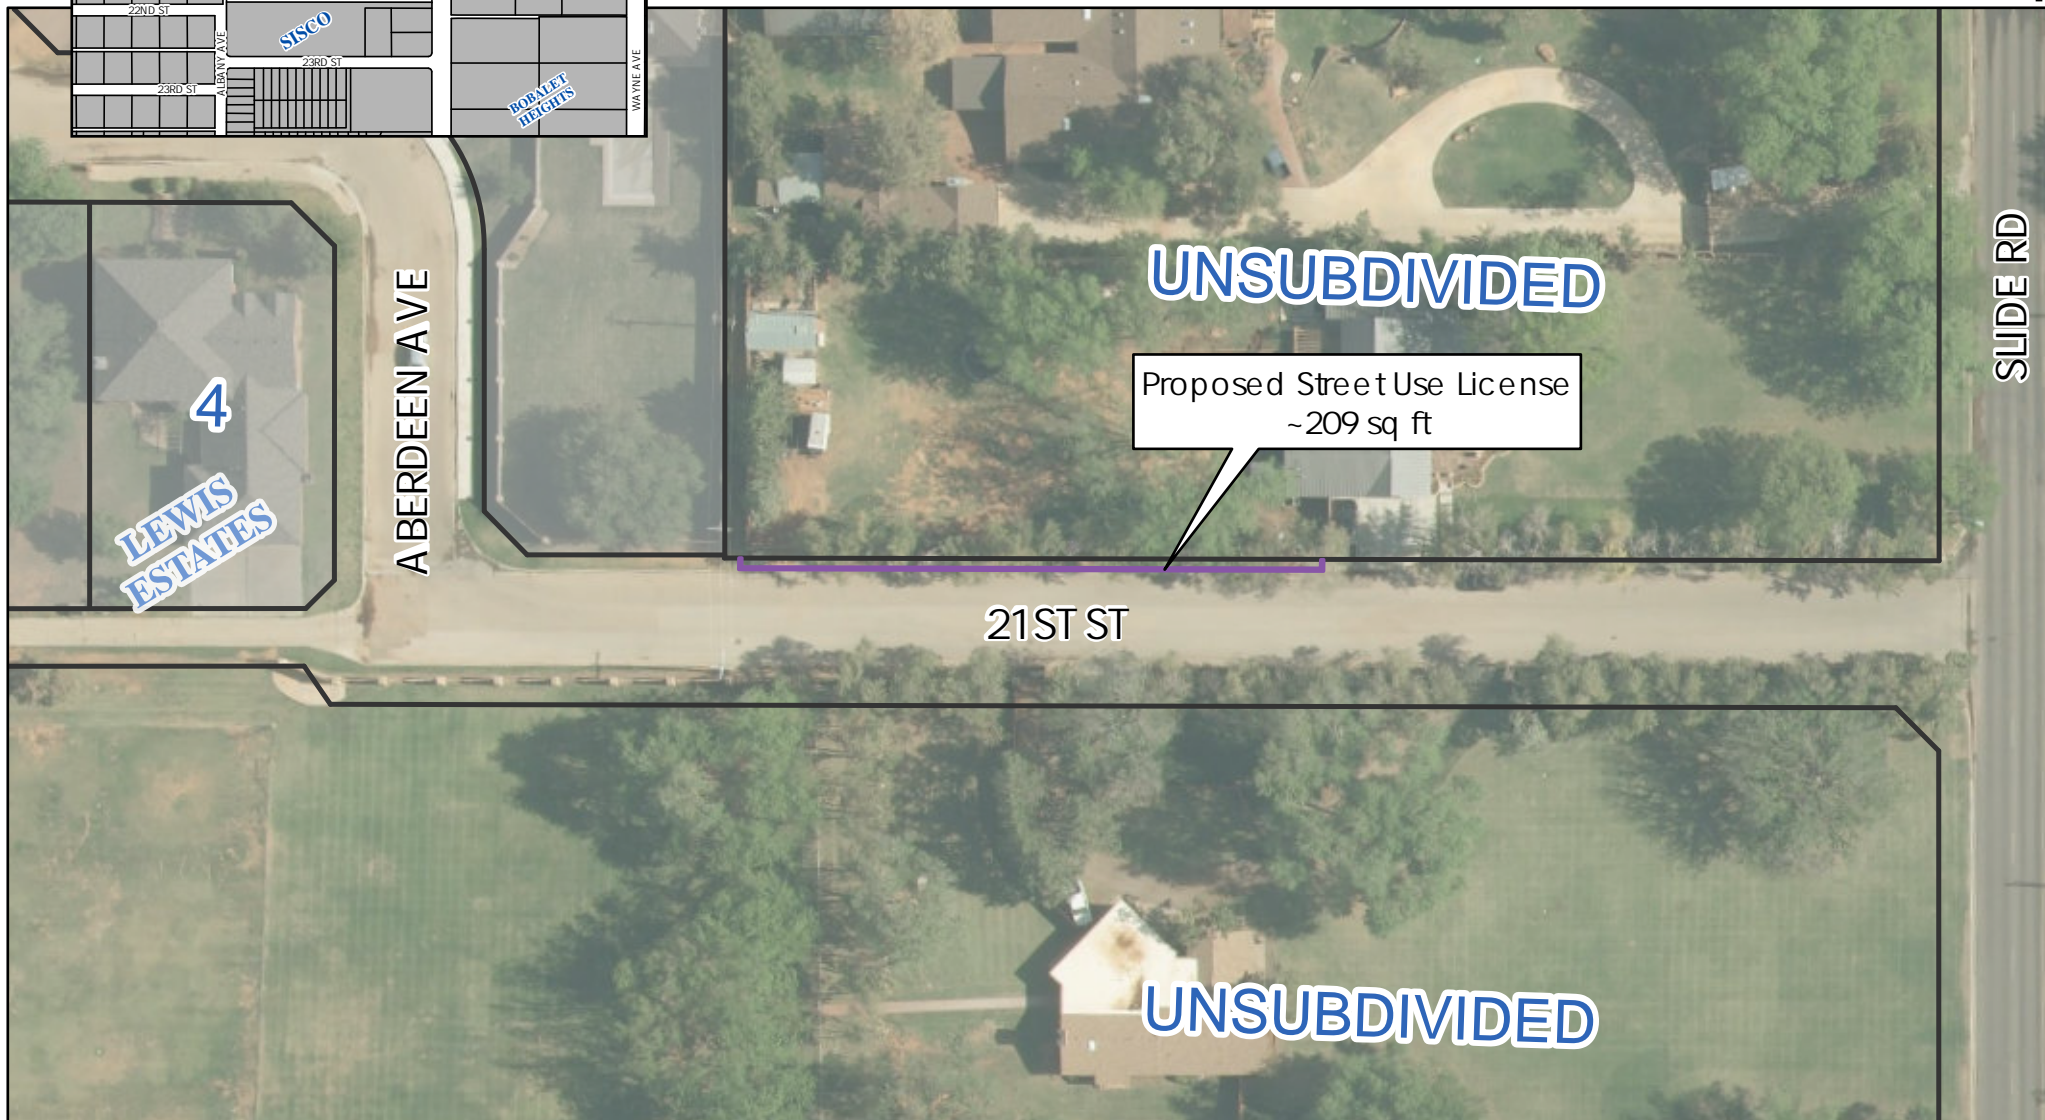 22ND ST
SISCO
ALBANY AVE
23RD ST
23RD ST
BOBALET
HEIGHTS
WAYNE AVE
UNSUBDIVIDED
SLIDE RD
ABERDEEN AVE
Proposed Street Use License
~209 sq ft
4
LEWIS
ESTATES
21ST ST
UNSUBDIVIDED